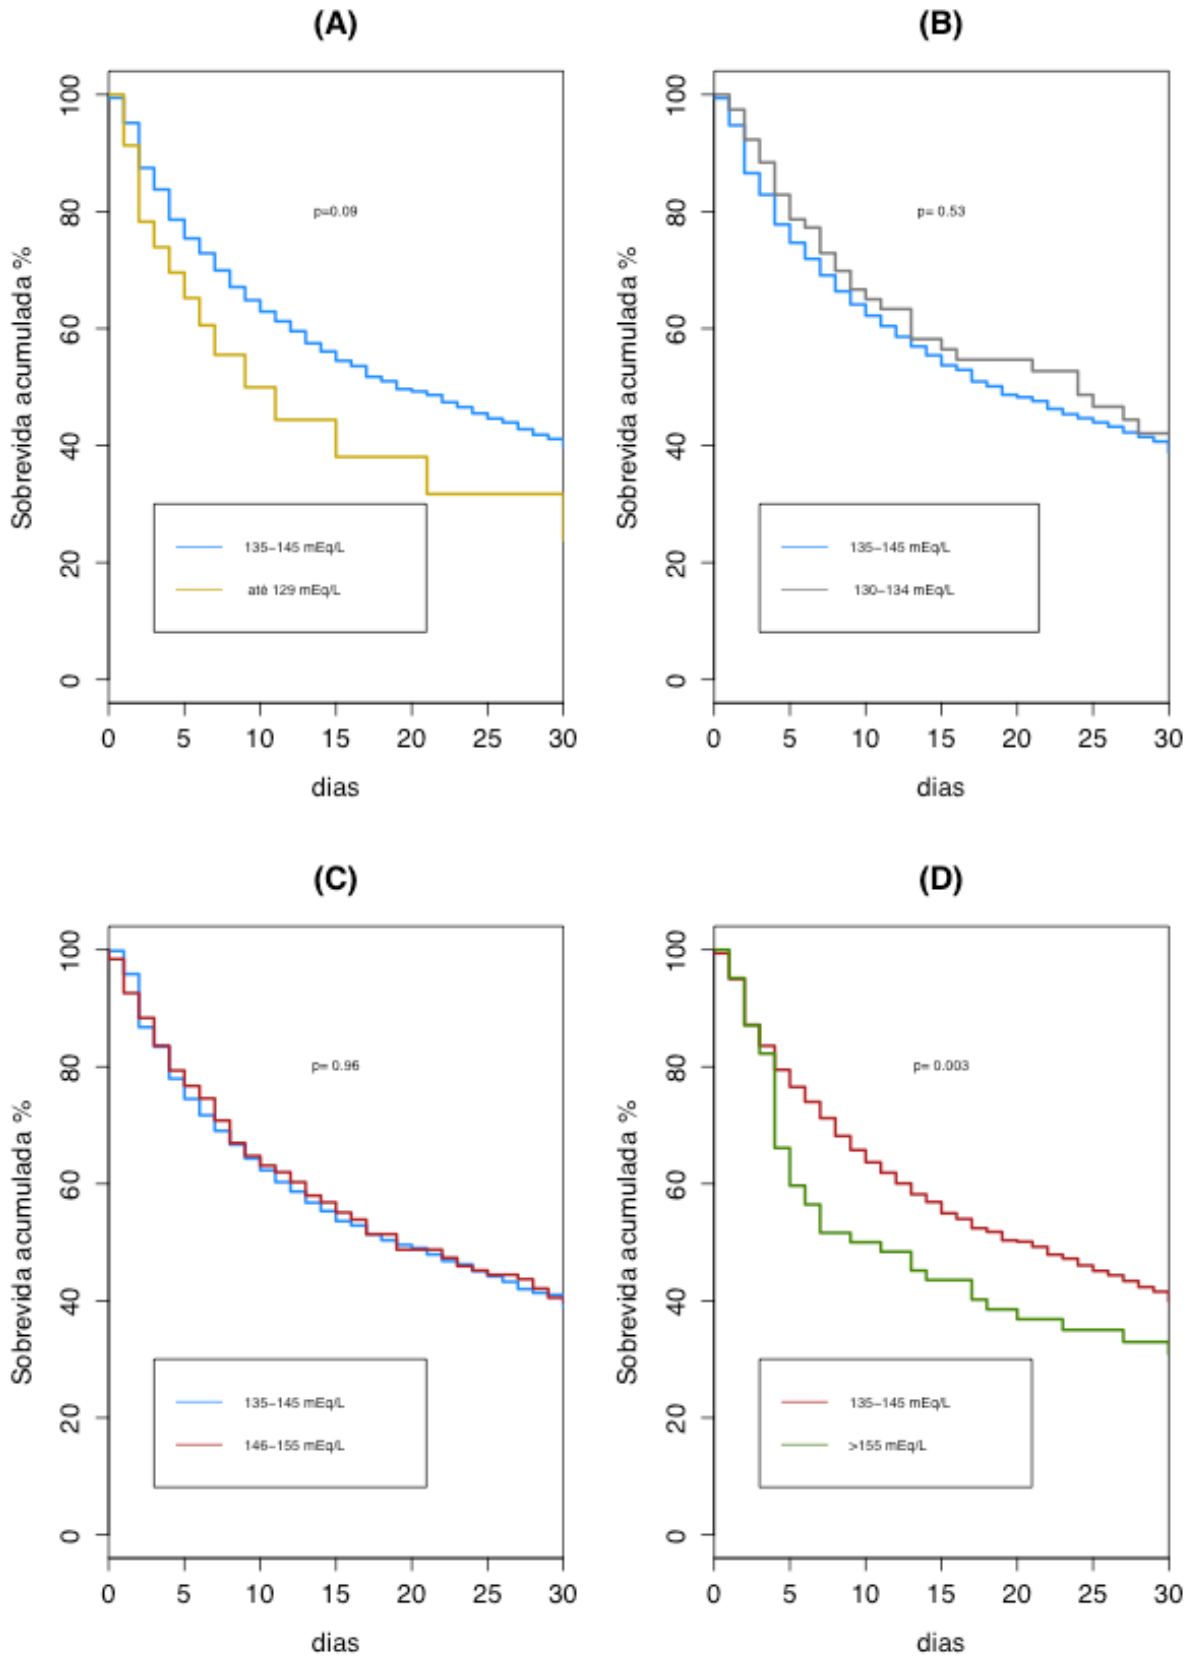 (A)
Sobrevida acumulada %
100
80
60
40
20
0
p=0.09
135–145 mEq/L
até 129 mEq/L
0 5 10 15 20 25 30
dias
(B)
Sobrevida acumulada %
100
80
60
40
20
0
p= 0.53
135–145 mEq/L
130–134 mEq/L
0 5 10 15 20 25 30
dias
(C)
Sobrevida acumulada %
100
80
60
40
20
0
p= 0.96
135–145 mEq/L
146–155 mEq/L
0 5 10 15 20 25 30
dias
(D)
Sobrevida acumulada %
100
80
60
40
20
0
p= 0.003
135–145 mEq/L
>155 mEq/L
0 5 10 15 20 25 30
dias